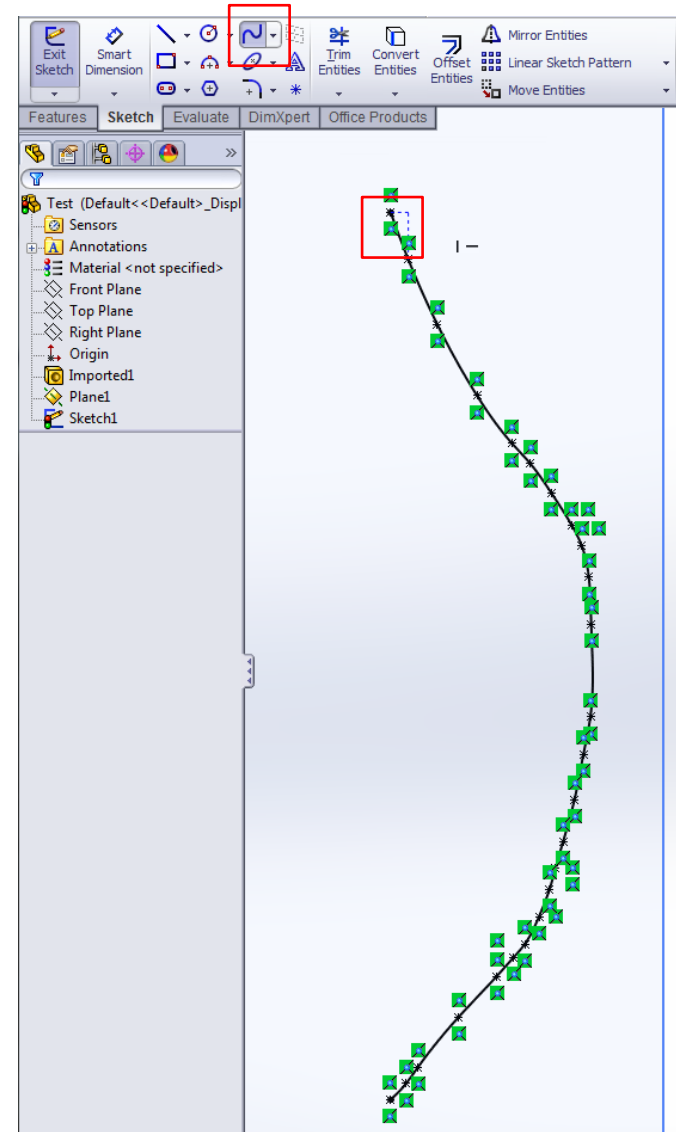 Exit
Sketch
Smart
Dimension
Trim
Entities
Convert
Entities
Offset
Entities
Mirror Entities
Linear Sketch Pattern
Move Entities
Features
Sketch
Evaluate
DimXpert
Office Products
Test (Default<<Default>_Displ
Sensors
Annotations
Material <not specified>
Front Plane
Top Plane
Right Plane
Origin
Imported1
Plane1
Sketch1